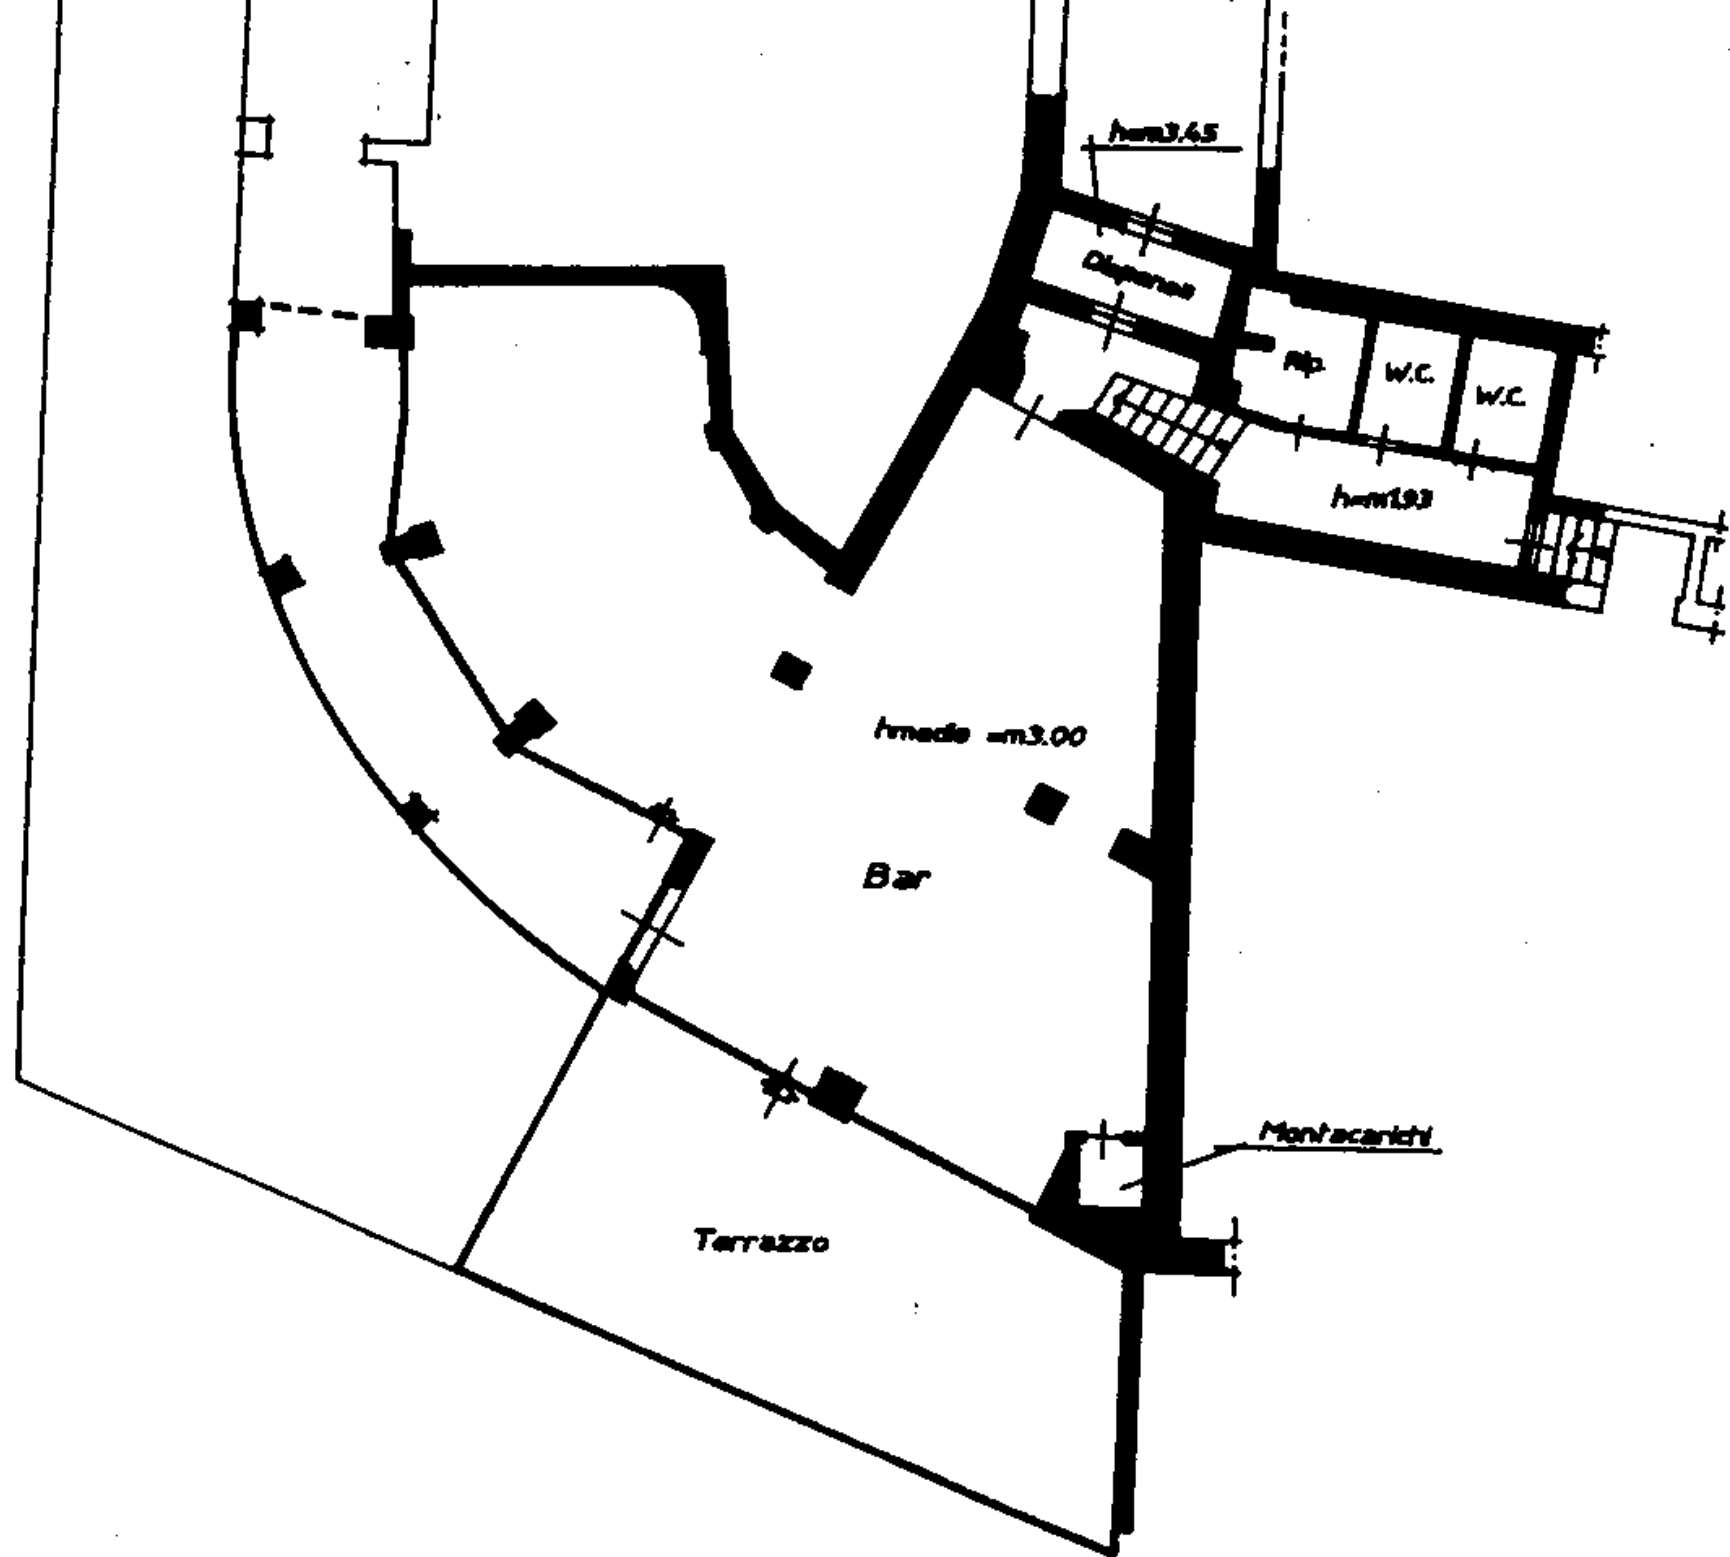 h=m3.45
Dispensa
Rip.
W.C.
W.C.
h=m1.93
hmedia =m3.00
Bar
Montacarichi
Terrazzo